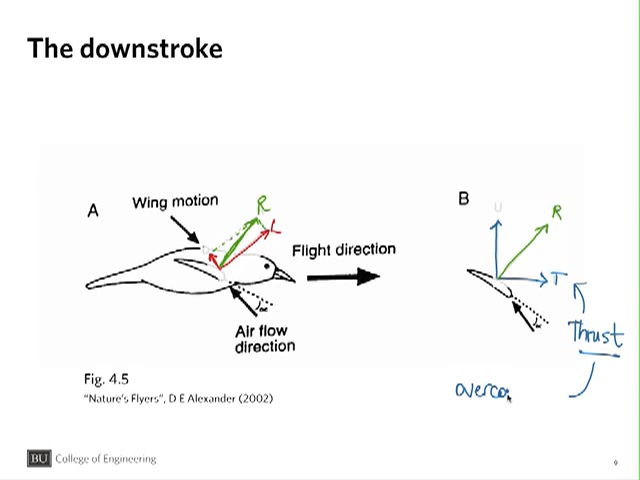 The downstroke
A
Wing motion
R
L
Flight direction
Air flow
direction
B
U
R
T
Thrust
overco
Fig. 4.5
"Nature's Flyers", D E Alexander (2002)
BU College of Engineering
9